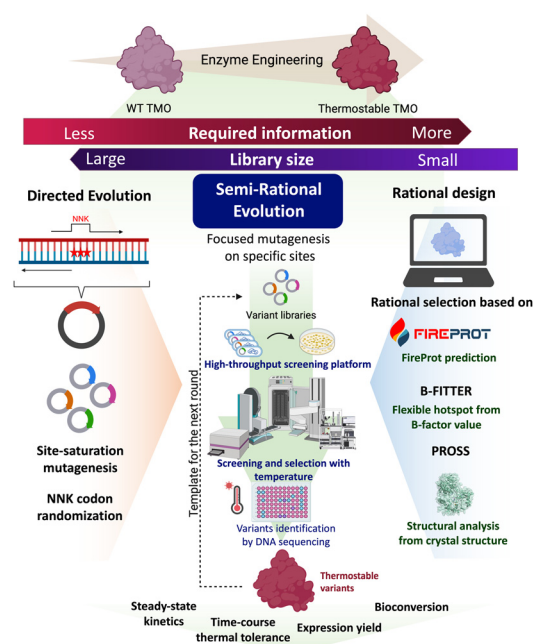 Enzyme Engineering
WT TMO
Thermostable TMO
Less
Required information
More
Large
Library size
Small
Directed Evolution
NNK
Site-saturation
mutagenesis
NNK codon
randomization
Semi-Rational
Evolution
Focused mutagenesis
on specific sites
Variant libraries
High-throughput screening platform
Screening and selection with
temperature
Variants identification
by DNA sequencing
Template for the next round
Thermostable
variants
Rational design
Rational selection based on
FIREPROT
FireProt prediction
B-FITTER
Flexible hotspot from
B-factor value
PROSS
Structural analysis
from crystal structure
Steady-state
kinetics
Time-course
thermal tolerance
Expression yield
Bioconversion